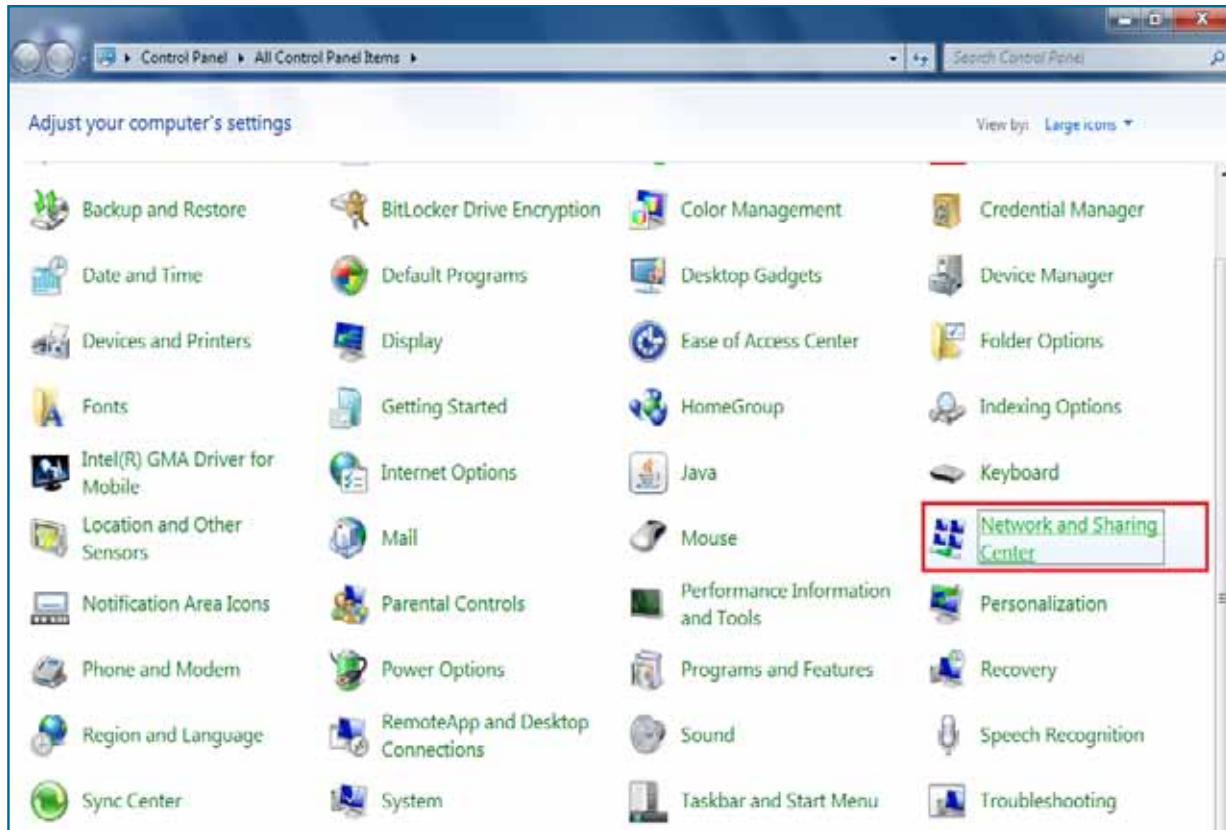 Control Panel ▸ All Control Panel Items ▸
Search Control Panel
Adjust your computer's settings
View by: Large icons
Backup and Restore
BitLocker Drive Encryption
Color Management
Credential Manager
Date and Time
Default Programs
Desktop Gadgets
Device Manager
Devices and Printers
Display
Ease of Access Center
Folder Options
Fonts
Getting Started
HomeGroup
Indexing Options
Intel(R) GMA Driver for
Mobile
Internet Options
Java
Keyboard
Location and Other
Sensors
Mail
Mouse
Network and Sharing
Center
Notification Area Icons
Parental Controls
Performance Information
and Tools
Personalization
Phone and Modem
Power Options
Programs and Features
Recovery
Region and Language
RemoteApp and Desktop
Connections
Sound
Speech Recognition
Sync Center
System
Taskbar and Start Menu
Troubleshooting